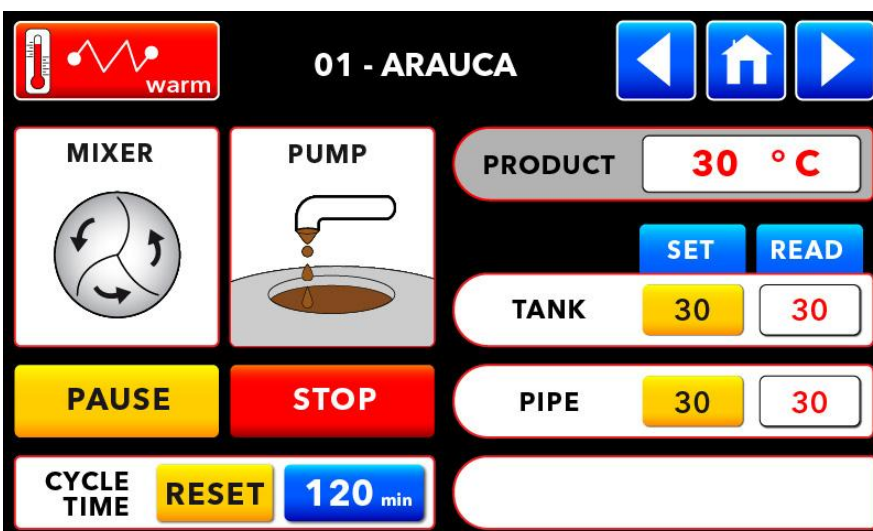 warm
01 - ARAUCA
MIXER
PUMP
PRODUCT 30 °C
SET READ
TANK 30 30
PAUSE STOP
PIPE 30 30
CYCLE
TIME
RESET 120 min